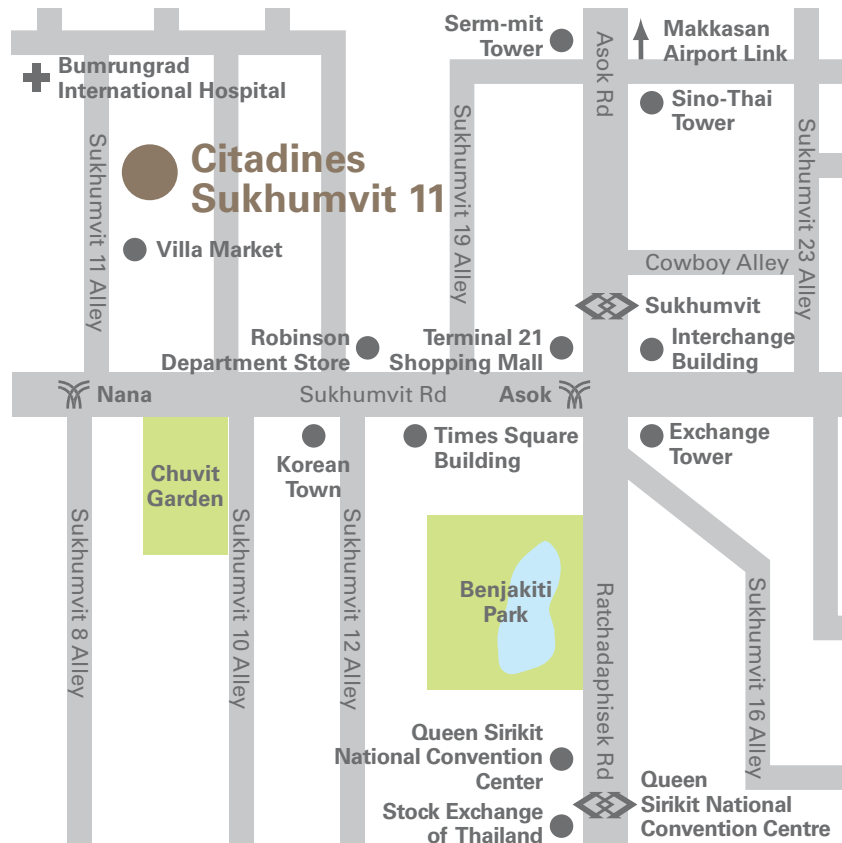 Serm-mit
Tower
Asok Rd
Makkasan
Airport Link
Bumrungrad
International Hospital
Sino-Thai
Tower
Sukhumvit 11 Alley
Citadines
Sukhumvit 11
Sukhumvit 19 Alley
Sukhumvit 23 Alley
Villa Market
Cowboy Alley
Sukhumvit
Robinson
Department Store
Terminal 21
Shopping Mall
Interchange
Building
Nana
Sukhumvit Rd
Asok
Korean
Town
Times Square
Building
Exchange
Tower
Chuvit
Garden
Sukhumvit 8 Alley
Sukhumvit 10 Alley
Sukhumvit 12 Alley
Benjakiti
Park
Ratchadaphisek Rd
Sukhumvit 16 Alley
Queen Sirikit
National Convention
Center
Queen
Sirikit National
Convention Centre
Stock Exchange
of Thailand